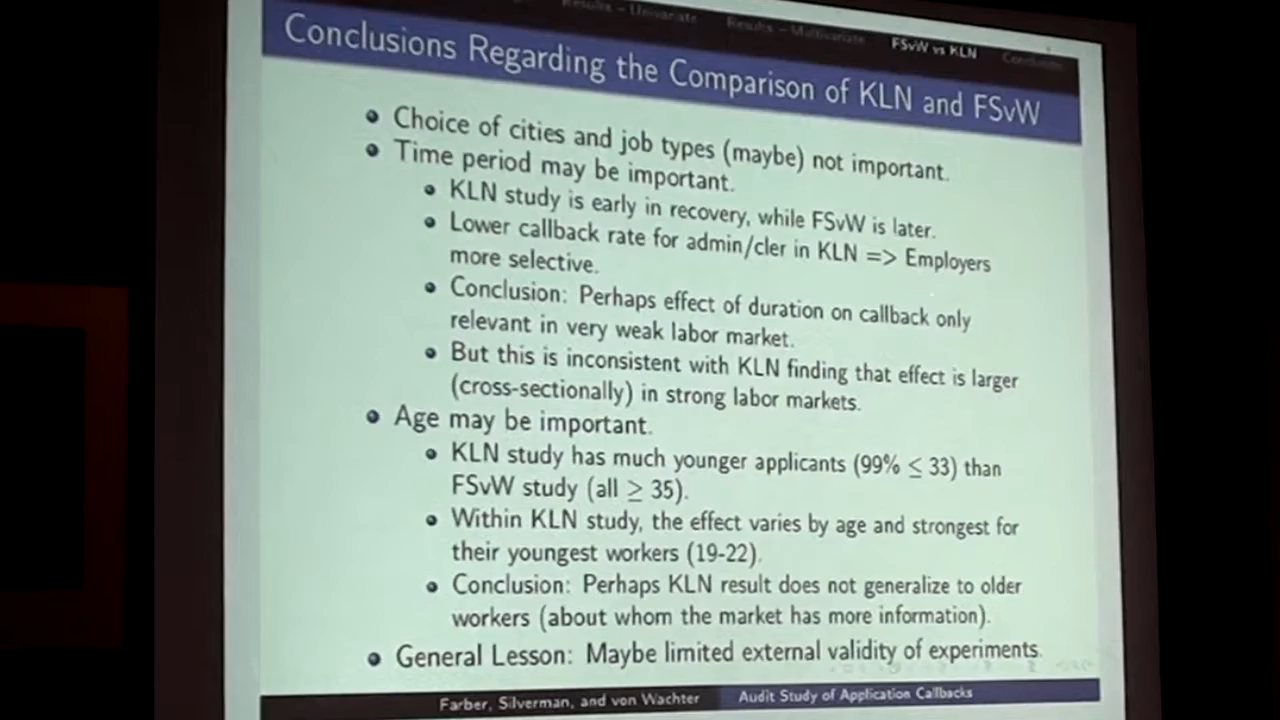 Results – Univariate Results – Multivariate FSvW vs KLN
Conclusions Regarding the Comparison of KLN and FSvW
Choice of cities and job types (maybe) not important.
Time period may be important.
KLN study is early in recovery, while FSvW is later.
Lower callback rate for admin/cler in KLN => Employers
more selective.
Conclusion: Perhaps effect of duration on callback only
relevant in very weak labor market.
But this is inconsistent with KLN finding that effect is larger
(cross-sectionally) in strong labor markets.
Age may be important.
KLN study has much younger applicants (99% ≤ 33) than
FSvW study (all ≥ 35).
Within KLN study, the effect varies by age and strongest for
their youngest workers (19-22).
Conclusion: Perhaps KLN result does not generalize to older
workers (about whom the market has more information).
General Lesson: Maybe limited external validity of experiments.
Farber, Silverman, and von Wachter Audit Study of Application Callbacks